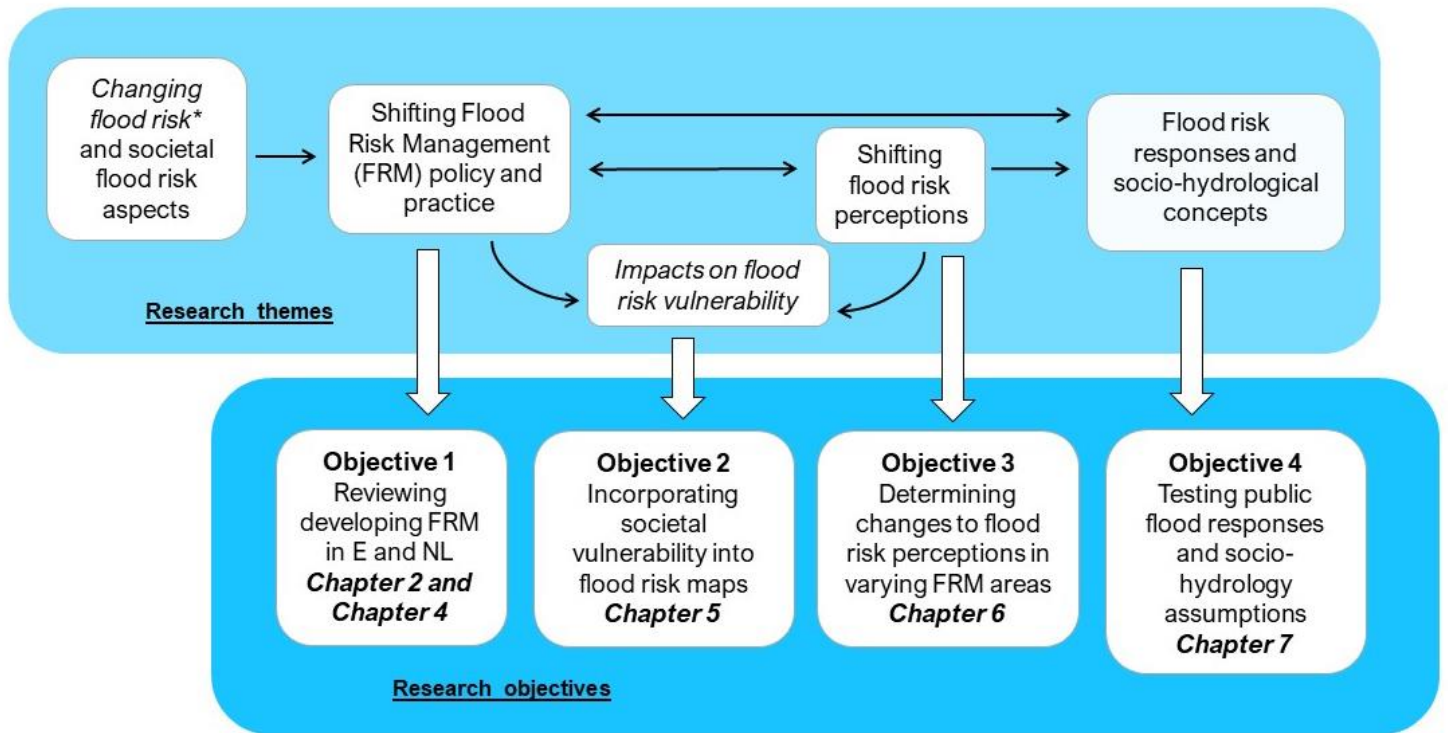 Changing
flood risk*
and societal
flood risk
aspects
Shifting Flood
Risk Management
(FRM) policy and
practice
Shifting
flood risk
perceptions
Flood risk
responses and
socio-hydrological
concepts
Impacts on flood
risk vulnerability
Research themes
Objective 1
Reviewing
developing FRM
in E and NL
Chapter 2 and
Chapter 4
Objective 2
Incorporating
societal
vulnerability into
flood risk maps
Chapter 5
Objective 3
Determining
changes to flood
risk perceptions in
varying FRM areas
Chapter 6
Objective 4
Testing public
flood responses
and socio-
hydrology
assumptions
Chapter 7
Research objectives